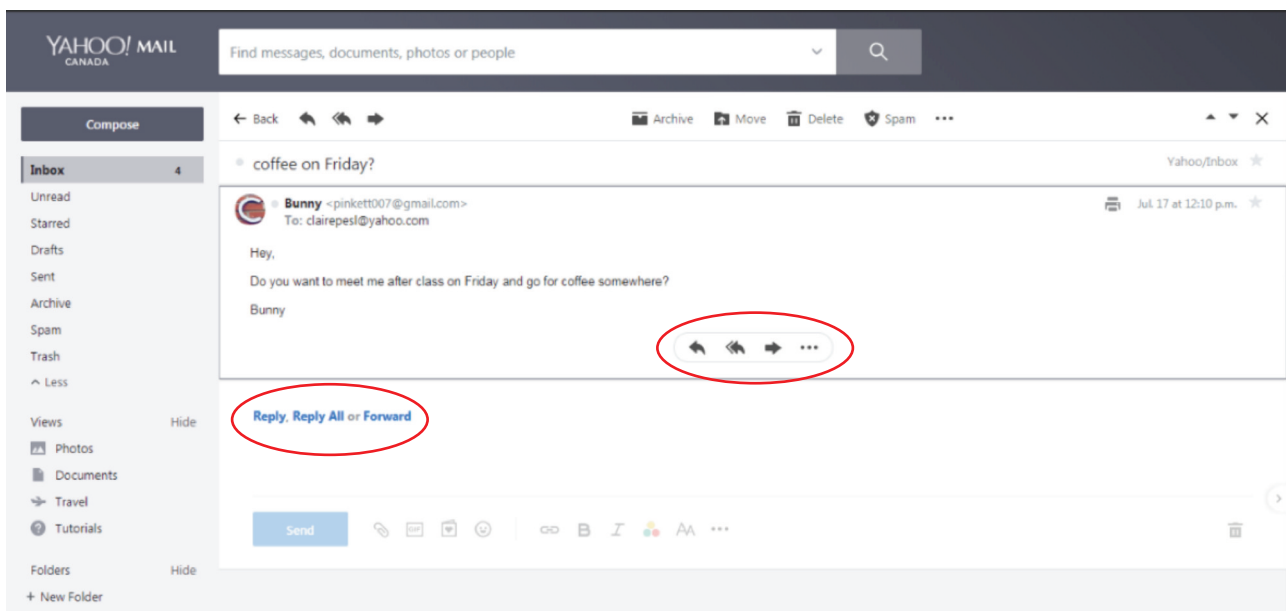 YAHOO! MAIL
CANADA
Find messages, documents, photos or people
Compose
Back
Archive Move Delete Spam
Inbox 4
Unread
Starred
Drafts
Sent
Archive
Spam
Trash
Less
Views Hide
Photos
Documents
Travel
Tutorials
Folders Hide
+ New Folder
coffee on Friday?
Yahoo/Inbox
Bunny <pinkett007@gmail.com>
To: clairepesl@yahoo.com
Jul. 17 at 12:10 p.m.
Hey,
Do you want to meet me after class on Friday and go for coffee somewhere?
Bunny
Reply, Reply All or Forward
Send GIF B I AA